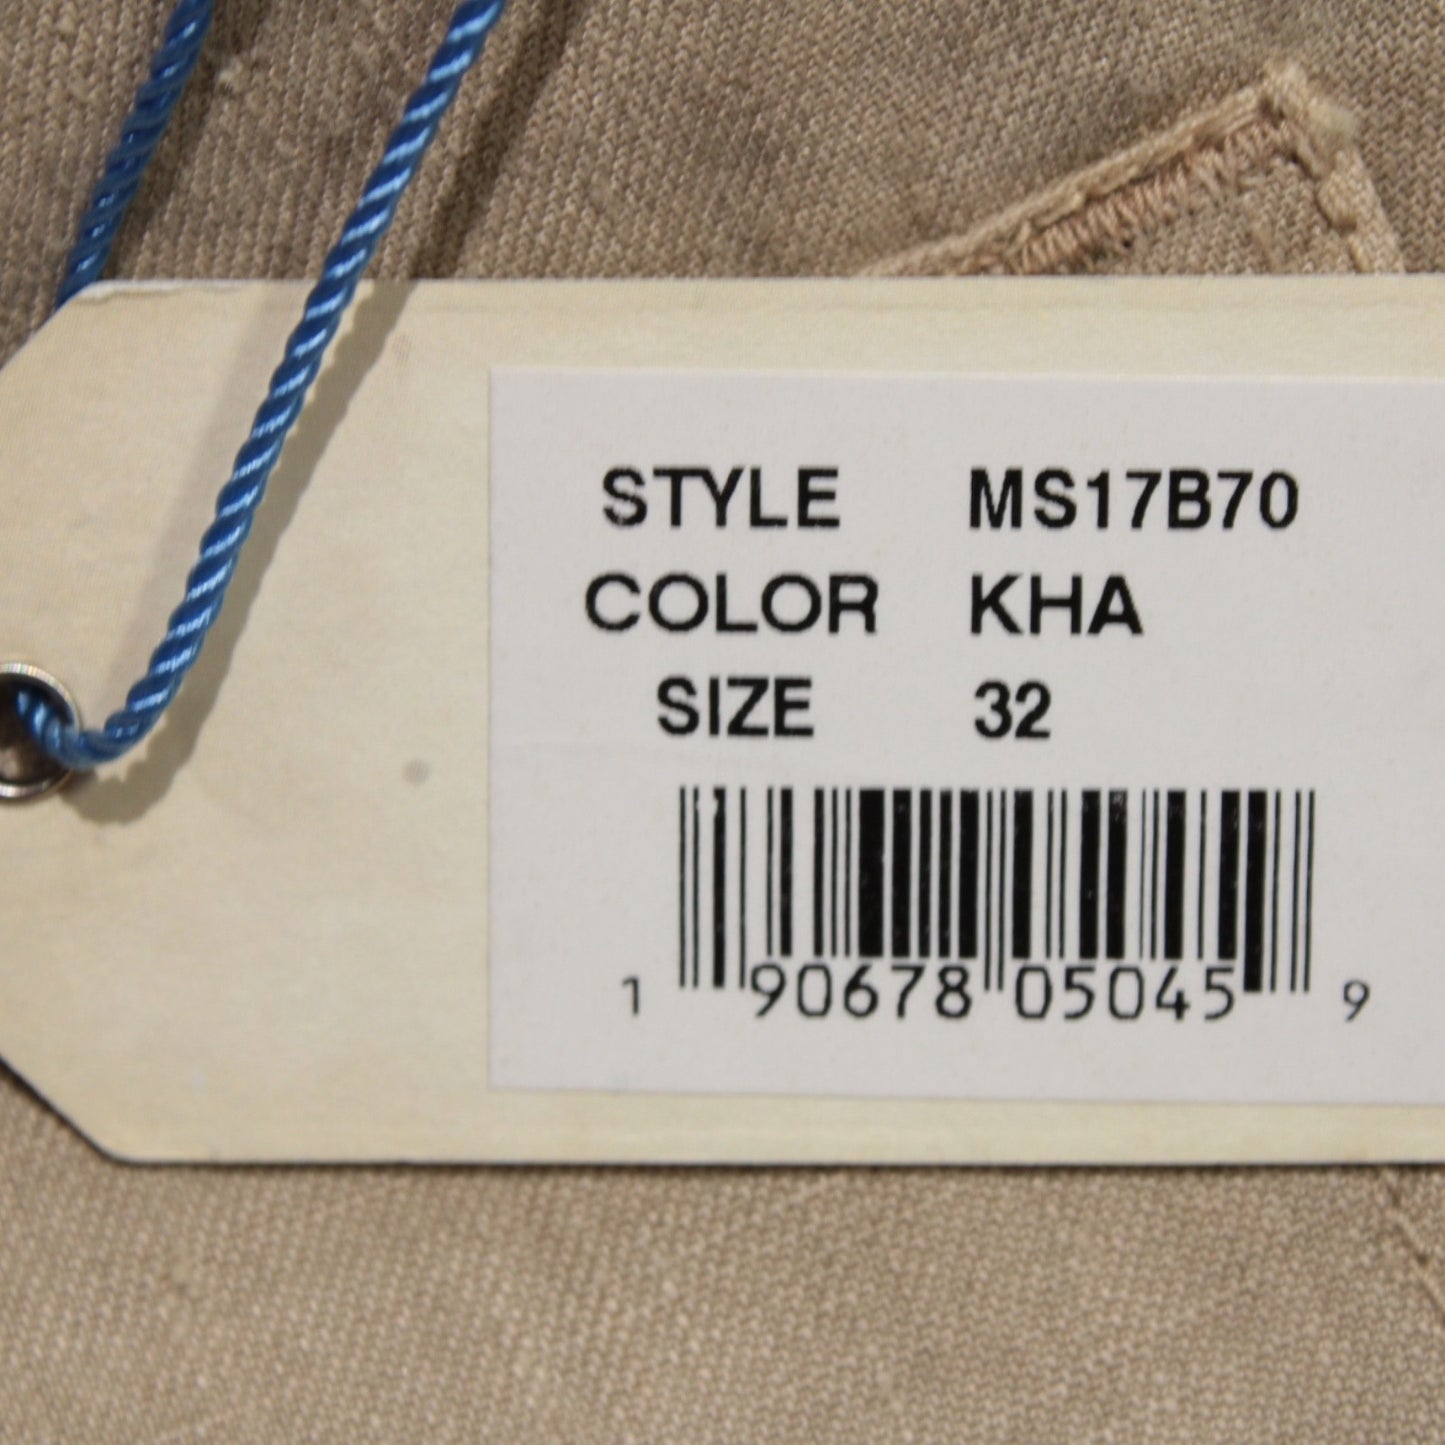 STYLE MS17B70
COLOR KHA
SIZE 32
1 90678 05045 9